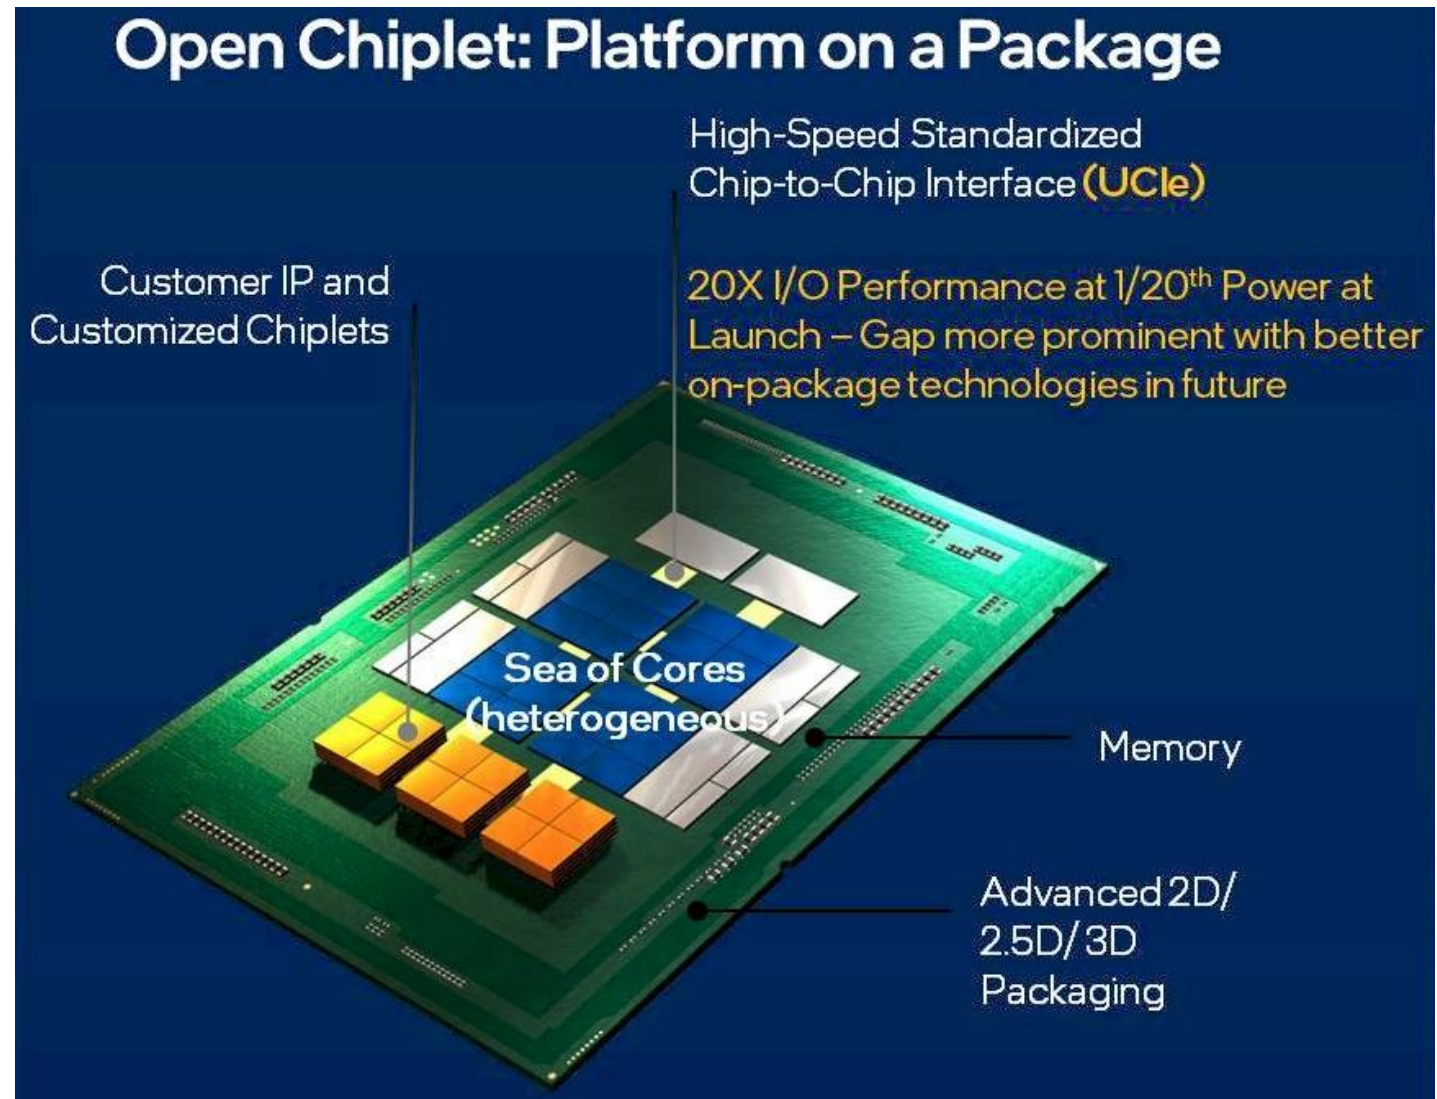 Open Chiplet: Platform on a Package
High-Speed Standardized
Chip-to-Chip Interface (UCIe)
Customer IP and
Customized Chiplets
20X I/O Performance at 1/20th Power at
Launch – Gap more prominent with better
on-package technologies in future
Sea of Cores
(heterogeneous)
Memory
Advanced 2D/
2.5D/3D
Packaging